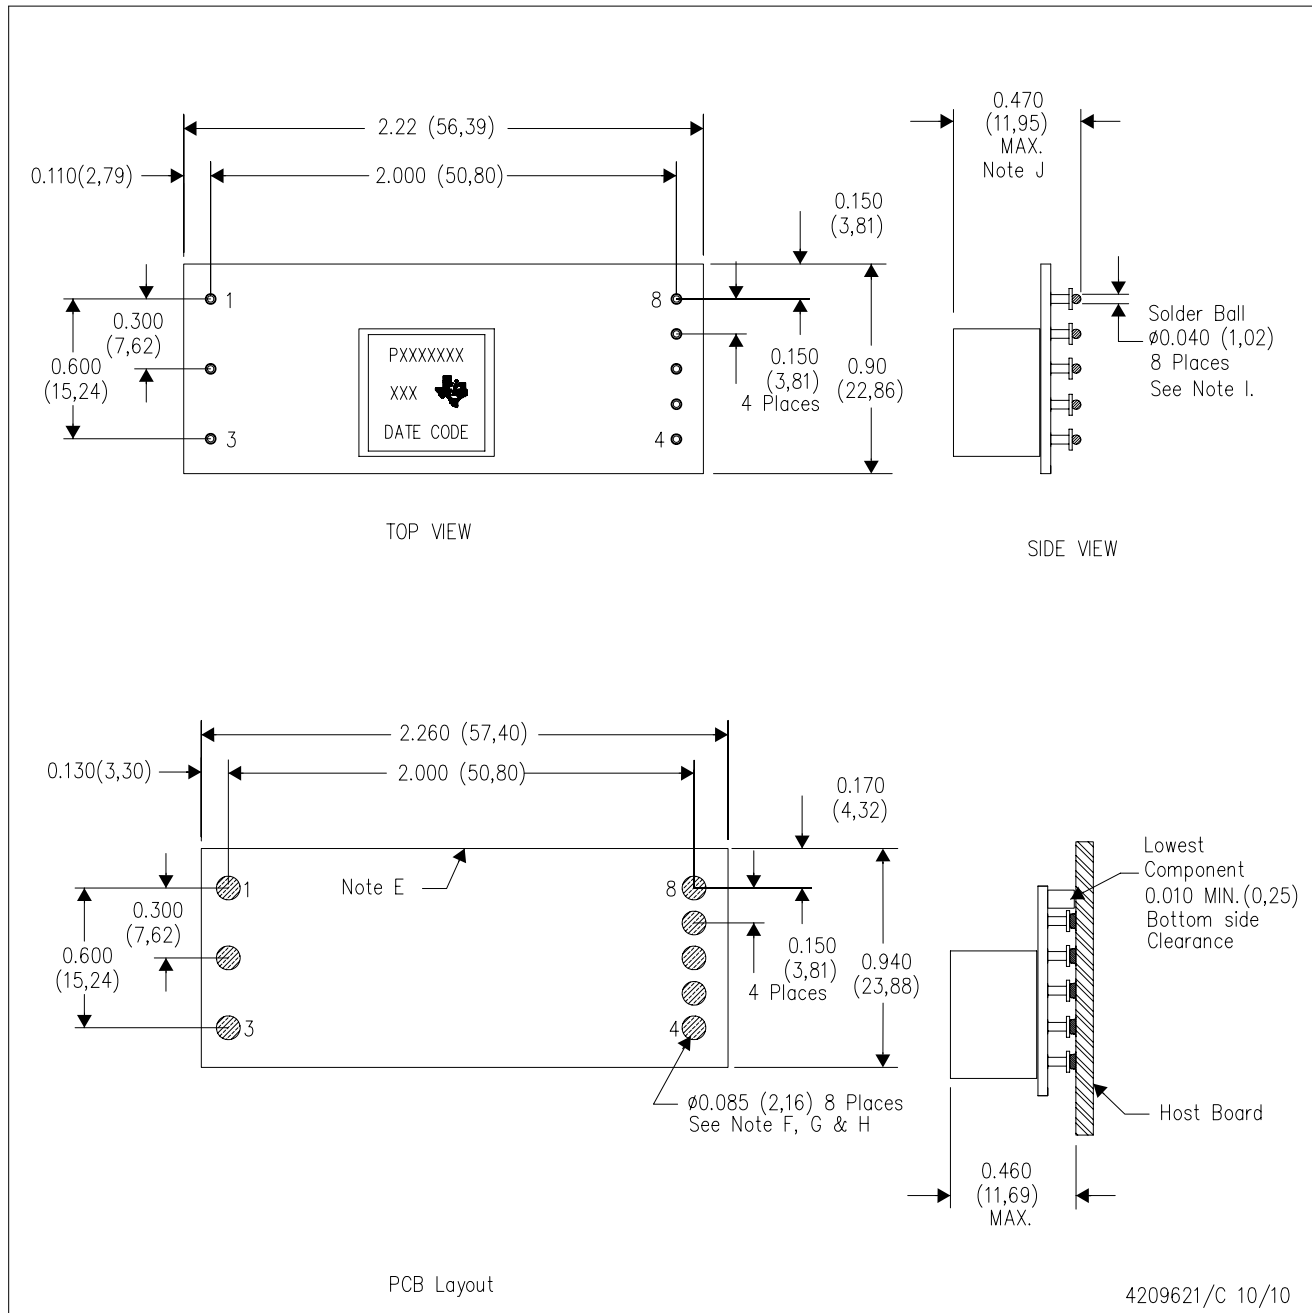 2.22 (56,39)
0.110(2,79)
2.000 (50,80)
0.150
(3,81)
0.470
(11,95)
MAX.
Note J
1
8
0.300
(7,62)
0.600
(15,24)
3
4
PXXXXXXX
XXX
DATE CODE
0.150
(3,81)
4 Places
0.90
(22,86)
Solder Ball
ø0.040 (1,02)
8 Places
See Note I.
TOP VIEW
SIDE VIEW
2.260 (57,40)
0.130(3,30)
2.000 (50,80)
0.170
(4,32)
Note E
1
8
0.300
(7,62)
0.600
(15,24)
3
4
0.150
(3,81)
4 Places
0.940
(23,88)
ø0.085 (2,16) 8 Places
See Note F, G & H
Lowest
Component
0.010 MIN.(0,25)
Bottom side
Clearance
Host Board
0.460
(11,69)
MAX.
PCB Layout
4209621/C 10/10